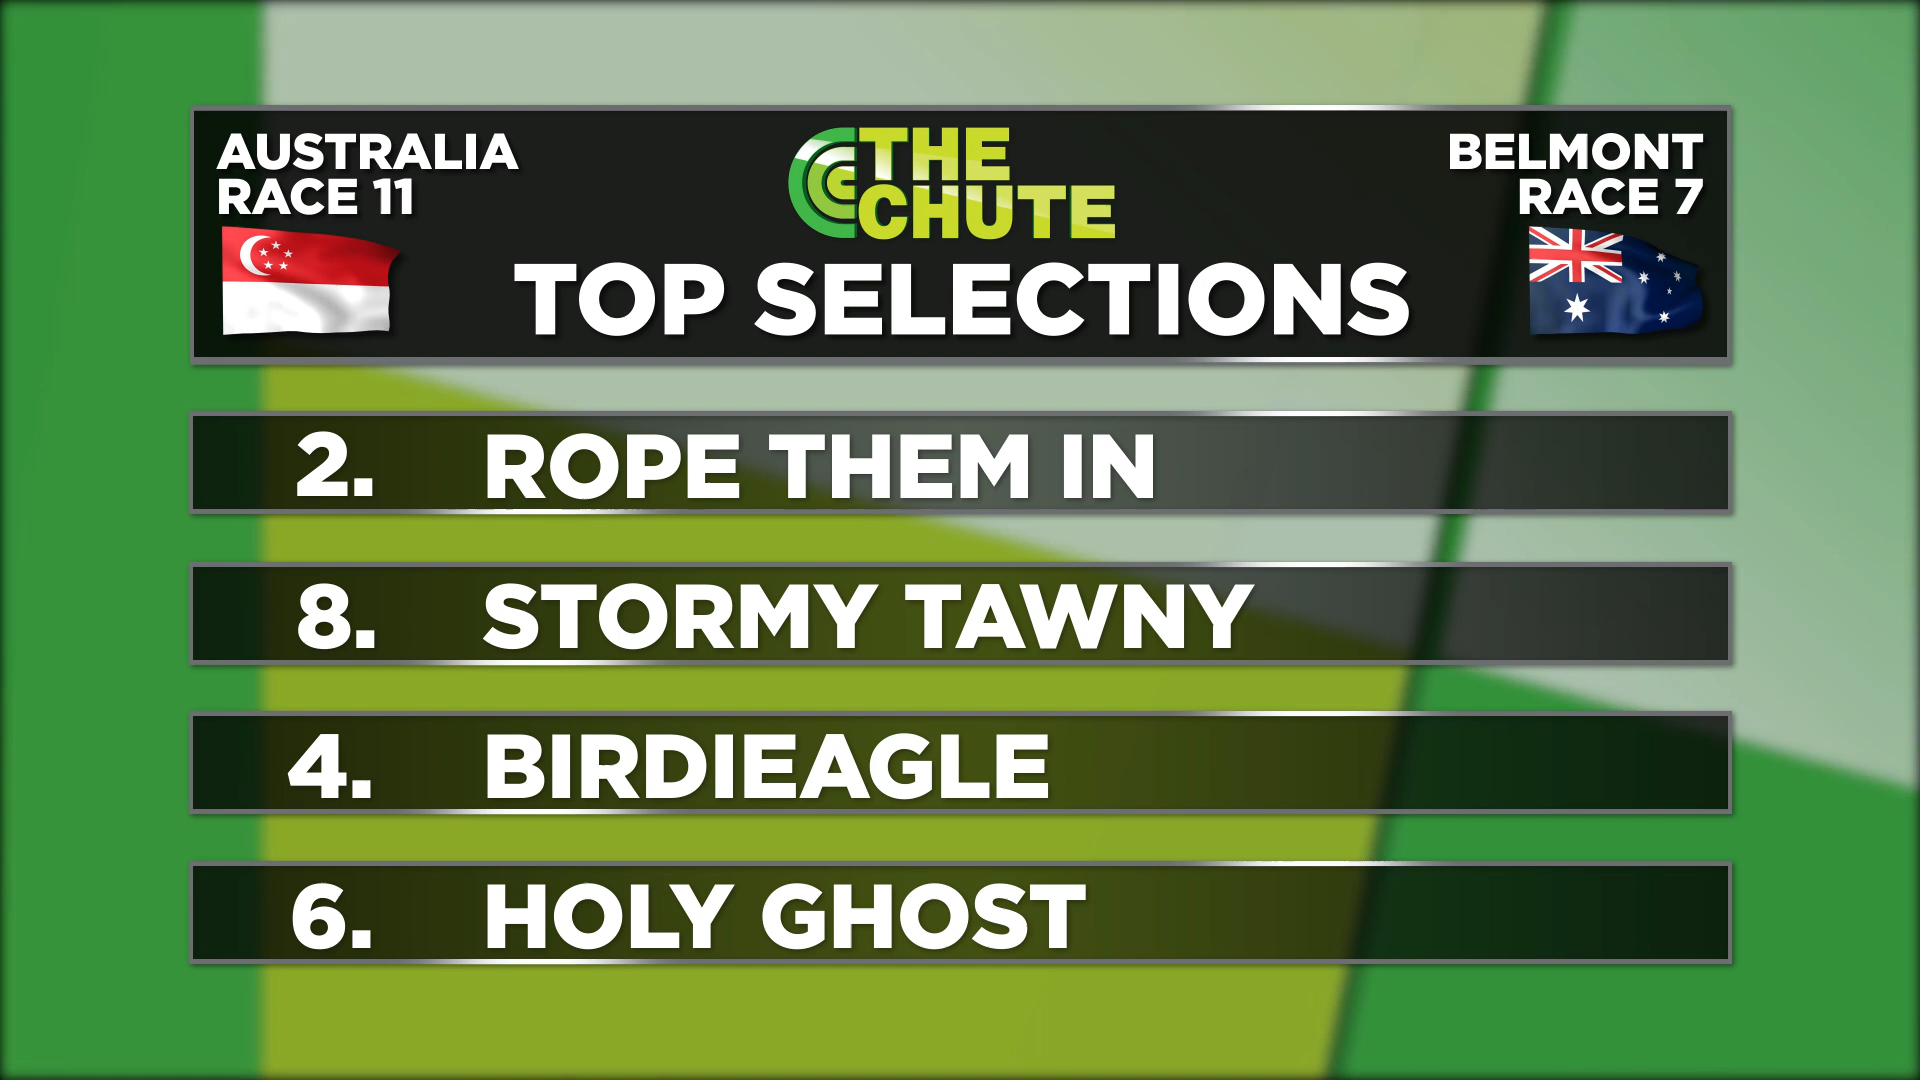 AUSTRALIA
RACE 11
THE
CHUTE
BELMONT
RACE 7
TOP SELECTIONS
2. ROPE THEM IN
8. STORMY TAWNY
4. BIRDIEAGLE
6. HOLY GHOST